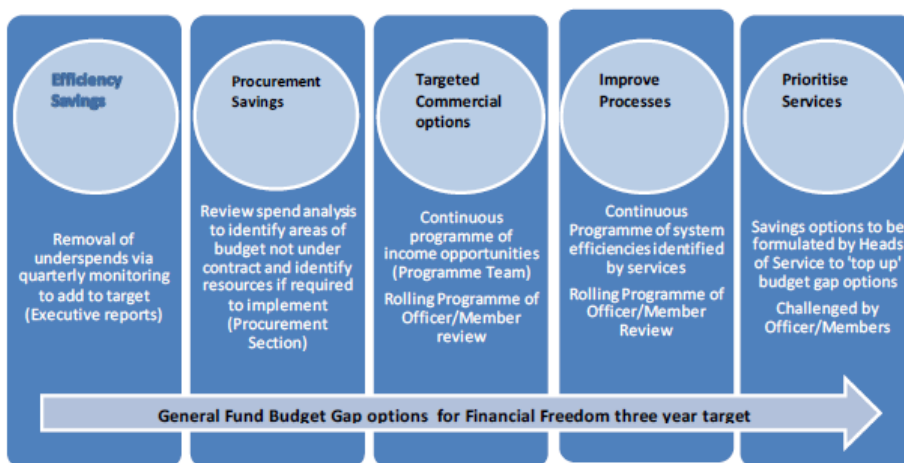 Efficiency
Savings
Removal of
underspends via
quarterly monitoring
to add to target
(Executive reports)
Procurement
Savings
Review spend analysis
to identify areas of
budget not under
contract and identify
resources if required
to implement
(Procurement
Section)
Targeted
Commercial
options
Continuous
programme of
income opportunities
(Programme Team)
Rolling Programme of
Officer/Member
review
Improve
Processes
Continuous
Programme of system
efficiencies identified
by services
Rolling Programme of
Officer/Member
Review
Prioritise
Services
Savings options to be
formulated by Heads
of Service to 'top up'
budget gap options
Challenged by
Officer/Members
General Fund Budget Gap options for Financial Freedom three year target